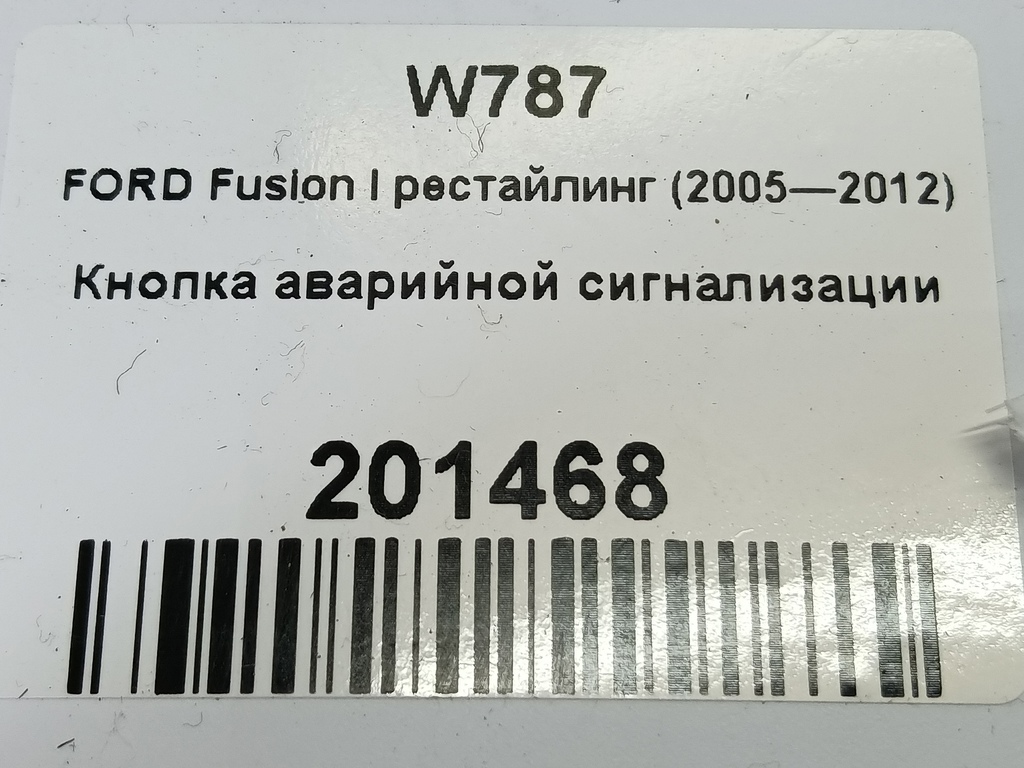 W787
FORD Fusion I рестайлинг (2005—2012)
Кнопка аварийной сигнализации
201468